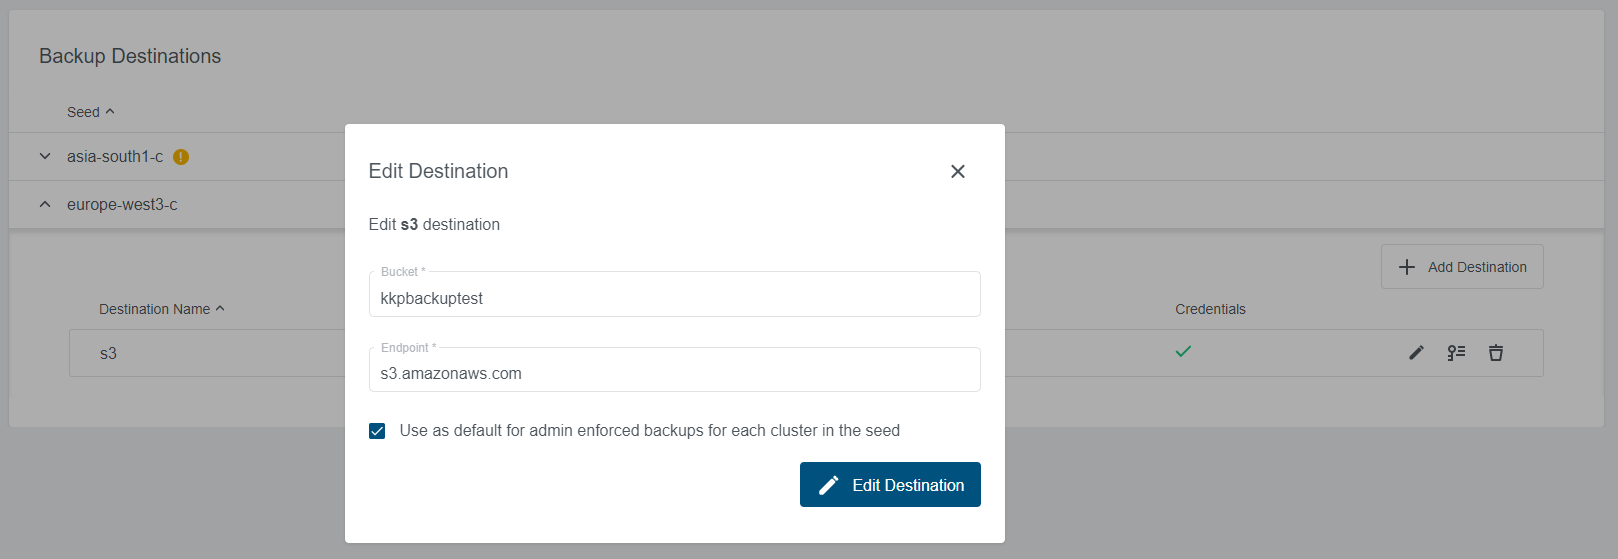 Backup Destinations
Seed
asia-south1-c
europe-west3-c
Add Destination
Destination Name
Credentials
s3
Edit Destination
Edit s3 destination
Bucket *
kkpbackuptest
Endpoint *
s3.amazonaws.com
Use as default for admin enforced backups for each cluster in the seed
Edit Destination